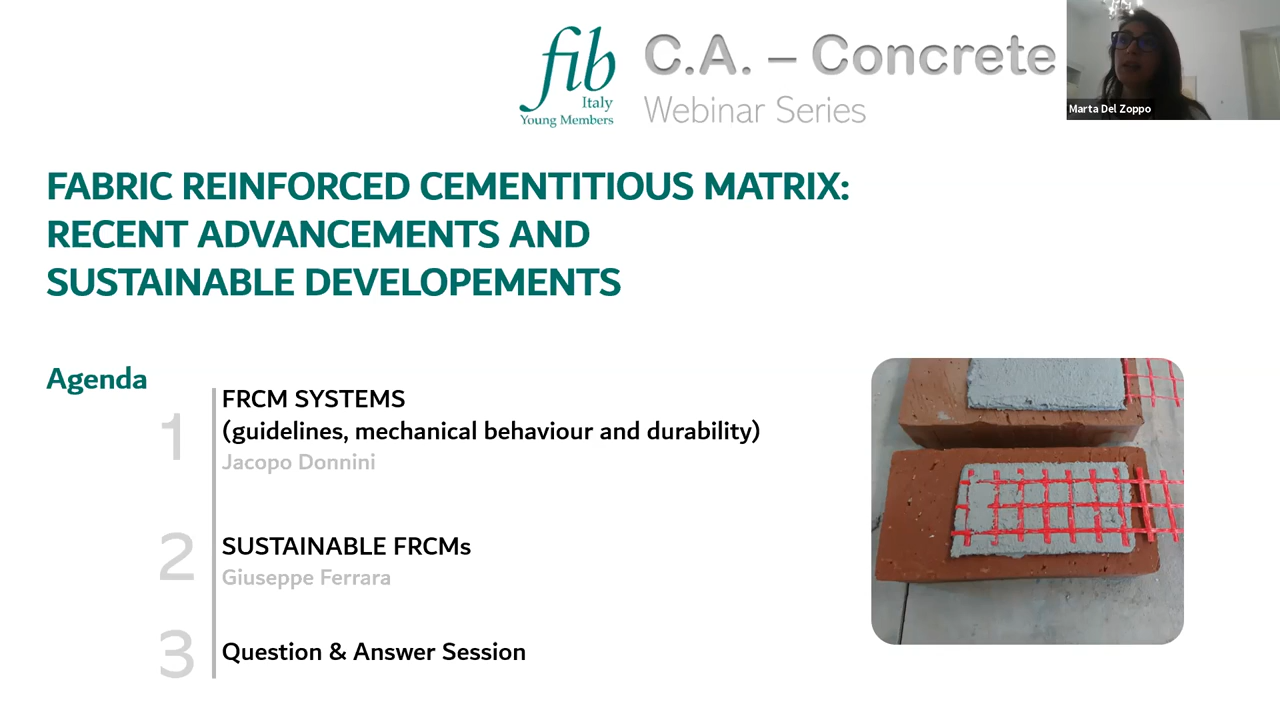 fib
Italy
Young Members
C.A. – Concrete
Webinar Series
Marta Del Zoppo
FABRIC REINFORCED CEMENTITIOUS MATRIX:
RECENT ADVANCEMENTS AND
SUSTAINABLE DEVELOPEMENTS
Agenda
1
FRCM SYSTEMS
(guidelines, mechanical behaviour and durability)
Jacopo Donnini
2
SUSTAINABLE FRCMs
Giuseppe Ferrara
3
Question & Answer Session